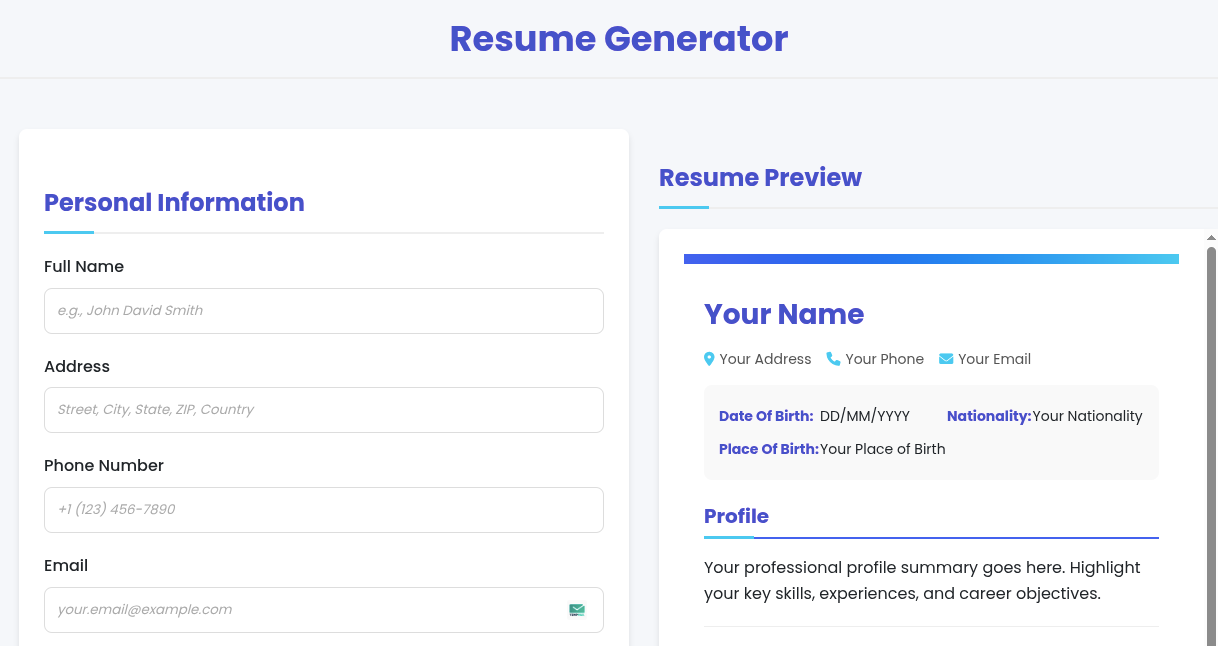 Resume Generator
Personal Information
Full Name
e.g., John David Smith
Address
Street, City, State, ZIP, Country
Phone Number
+1 (123) 456-7890
Email
your.email@example.com
Resume Preview
Your Name
Your Address Your Phone Your Email
Date Of Birth: DD/MM/YYYY Nationality: Your Nationality
Place Of Birth: Your Place of Birth
Profile
Your professional profile summary goes here. Highlight
your key skills, experiences, and career objectives.